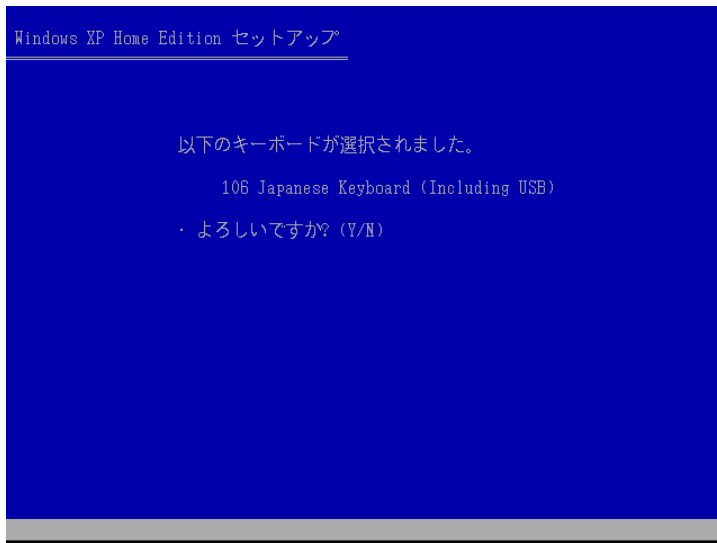 Windows XP Home Edition セットアップ
以下のキーボードが選択されました。
106 Japanese Keyboard (Including USB)
・ よろしいですか? (Y/N)